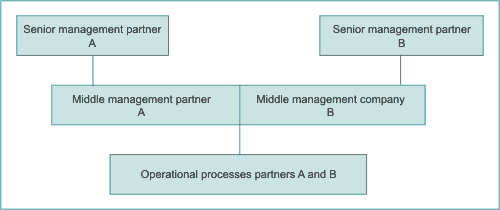 Senior management partner
A
Senior management partner
B
Middle management partner
A
Middle management company
B
Operational processes partners A and B